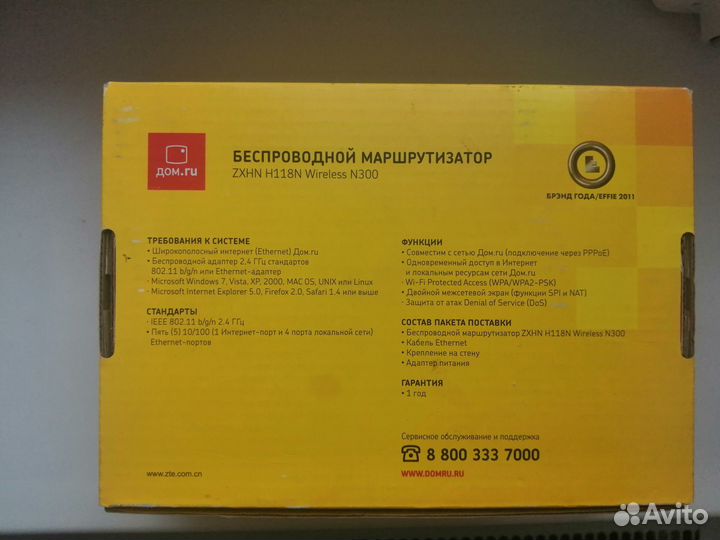 ДОМ.ru
БЕСПРОВОДНОЙ МАРШРУТИЗАТОР
ZXHN H118N Wireless N300
БРЭНД ГОДА/EFFIE 2011
ТРЕБОВАНИЯ К СИСТЕМЕ
• Широкополосный интернет (Ethernet) Дом.ru
• Беспроводной адаптер 2,4 ГГц стандартов
802.11 b/g/n или Ethernet-адаптер
• Microsoft Windows 7, Vista, XP, 2000, MAC OS, UNIX или Linux
• Microsoft Internet Explorer 5.0, Firefox 2.0, Safari 1.4 или выше
СТАНДАРТЫ
• IEEE 802.11 b/g/n 2.4 ГГц
• Пять (5) 10/100 (1 Интернет-порт и 4 порта локальной сети)
Ethernet-портов
ФУНКЦИИ
• Совместим с сетью Дом.ru (подключение через PPPoE)
• Одновременный доступ в Интернет
и локальным ресурсам сети Дом.ru
• Wi-Fi Protected Access (WPA/WPA2-PSK)
• Двойной межсетевой экран (функции SPI и NAT)
• Защита от атак Denial of Service (DoS)
СОСТАВ ПАКЕТА ПОСТАВКИ
• Беспроводной маршрутизатор ZXHN H118N Wireless N300
• Кабель Ethernet
• Крепление на стену
• Адаптер питания
ГАРАНТИЯ
• 1 год
Сервисное обслуживание и поддержка
8 800 333 7000
www.zte.com.cn
WWW.DOMRU.RU
Avito